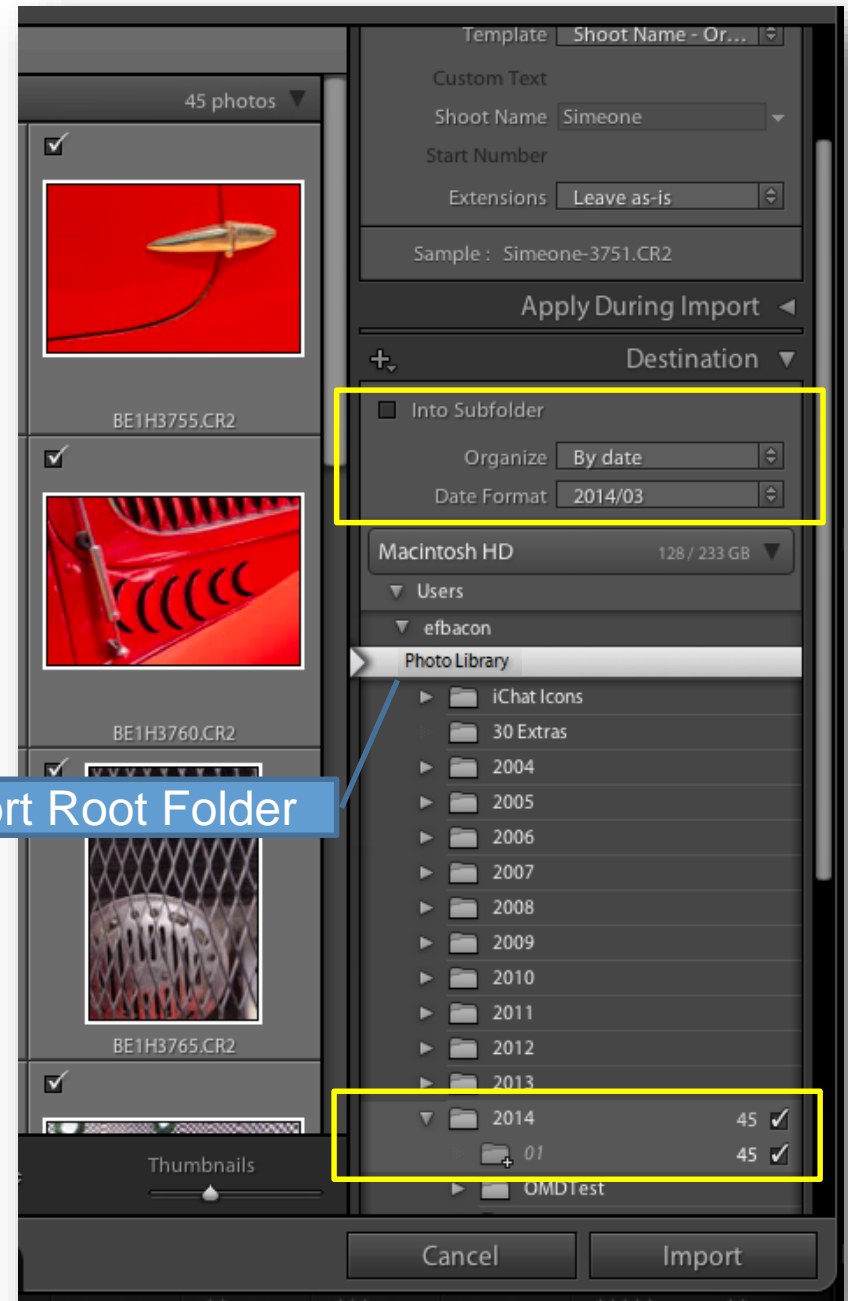 45 photos
BE1H3755.CR2
BE1H3760.CR2
BE1H3765.CR2
Thumbnails
Template Shoot Name - Or...
Custom Text
Shoot Name Simeone
Start Number
Extensions Leave as-is
Sample : Simeone-3751.CR2
Apply During Import
Destination
Into Subfolder
Organize By date
Date Format 2014/03
Macintosh HD 128 / 233 GB
Users
efbacon
Photo Library
ort Root Folder
iChat Icons
30 Extras
2004
2005
2006
2007
2008
2009
2010
2011
2012
2013
2014 45
01 45
OMDTest
Cancel Import